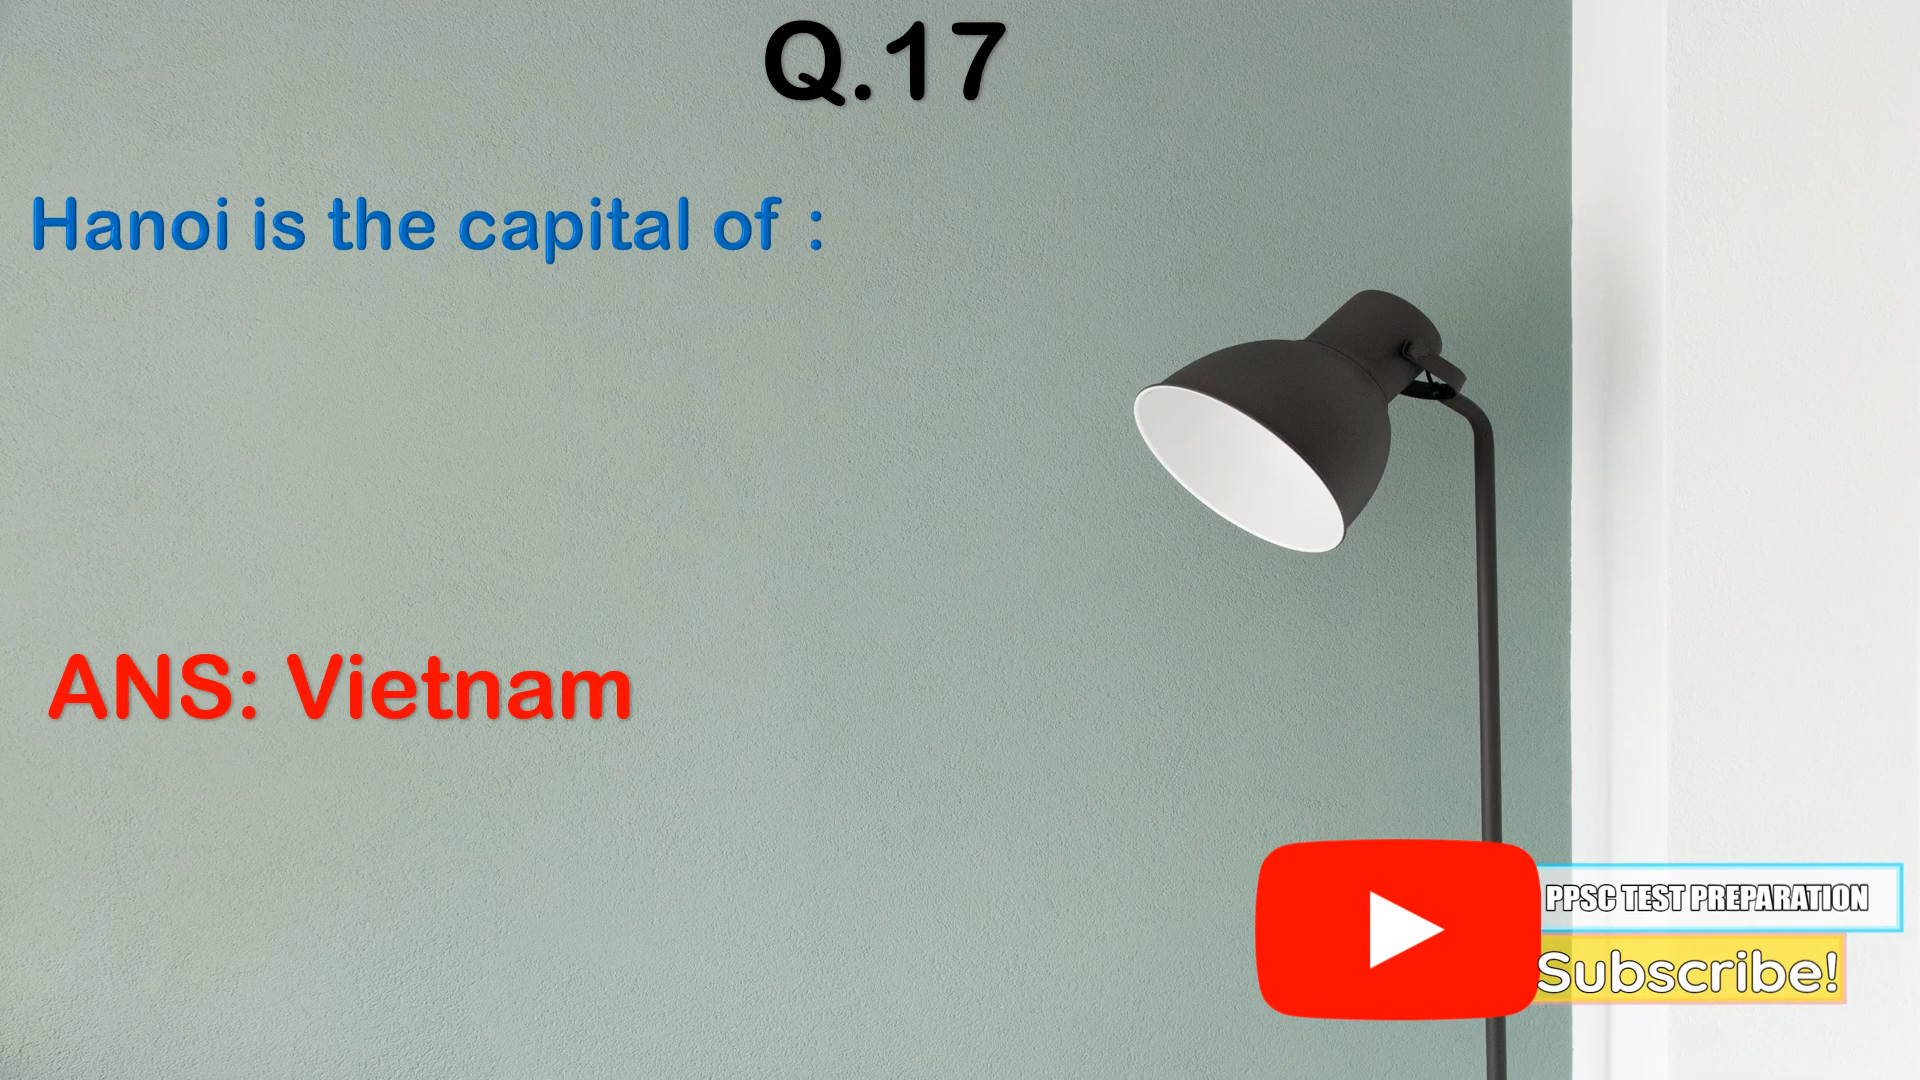 Q.17
Hanoi is the capital of :
ANS: Vietnam
PPSC TEST PREPARATION
Subscribe!